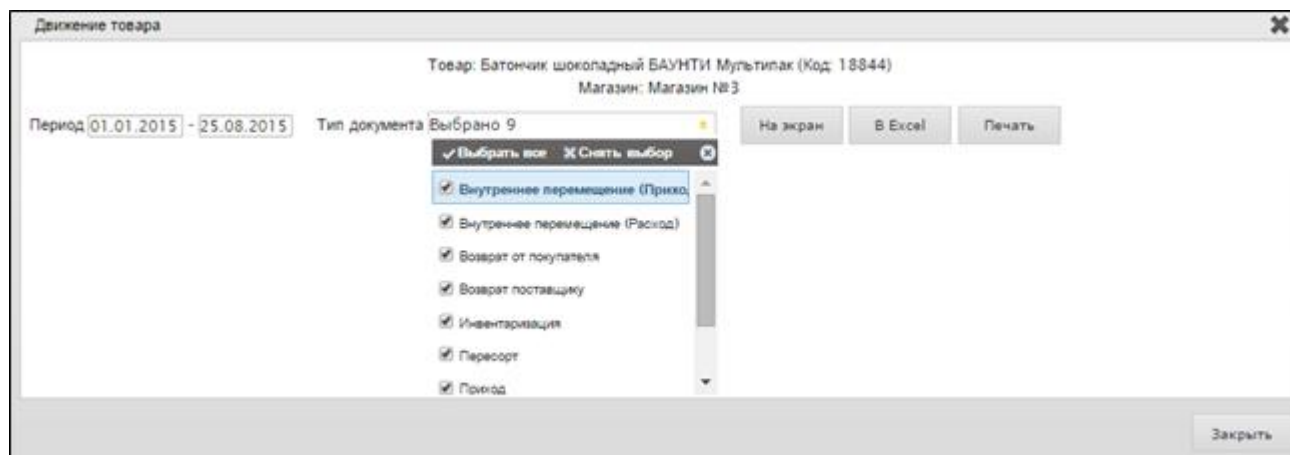 Движение товара
Товар: Батончик шоколадный БАУНТИ Мультипак (Код: 18844)
Магазин: Магазин №3
Период 01.01.2015 - 25.08.2015 Тип документа Выбрано 9 На экран В Excel Печать
Выбрать все Снять выбор
Внутреннее перемещение (Прихо
Внутреннее перемещение (Расход)
Возврат от покупателя
Возврат поставщику
Инвентаризация
Пересорт
Приход
Закрыть